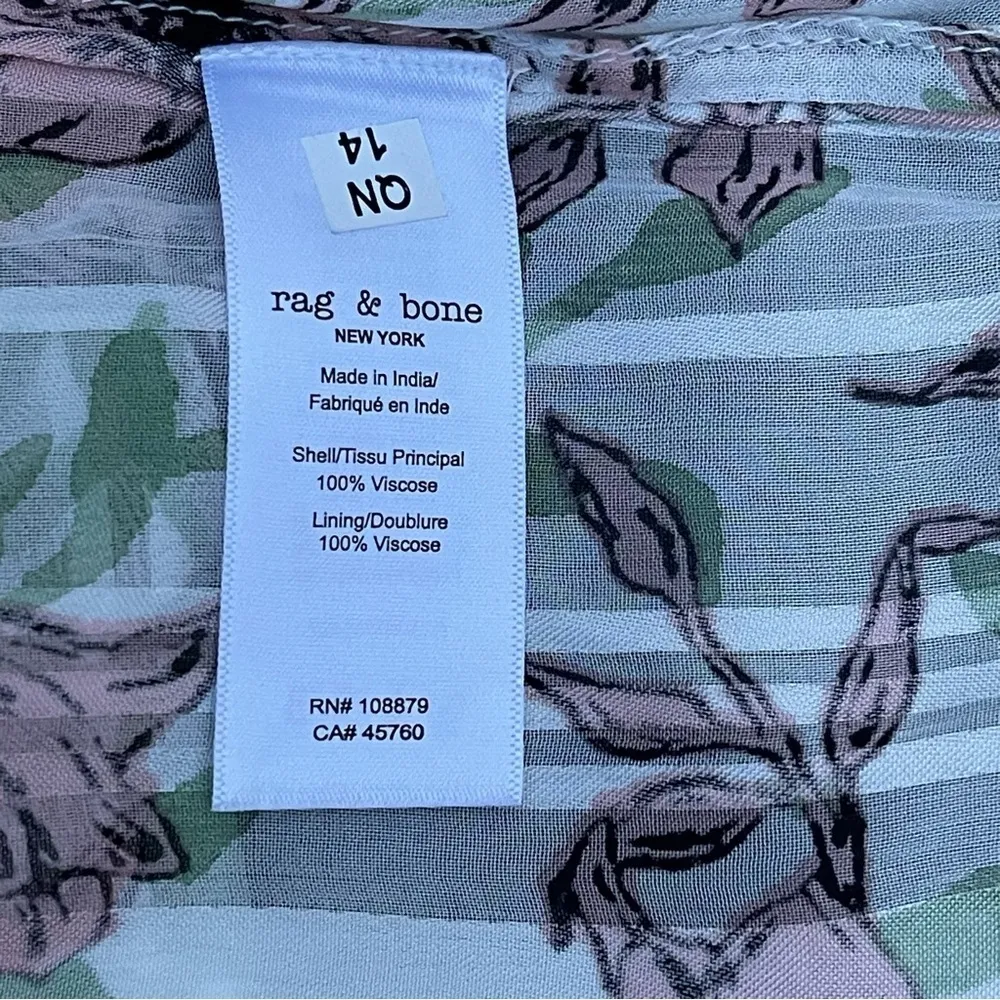 QN
14
rag & bone
NEW YORK
Made in India/
Fabriqué en Inde
Shell/Tissu Principal
100% Viscose
Lining/Doublure
100% Viscose
RN# 108879
CA# 45760